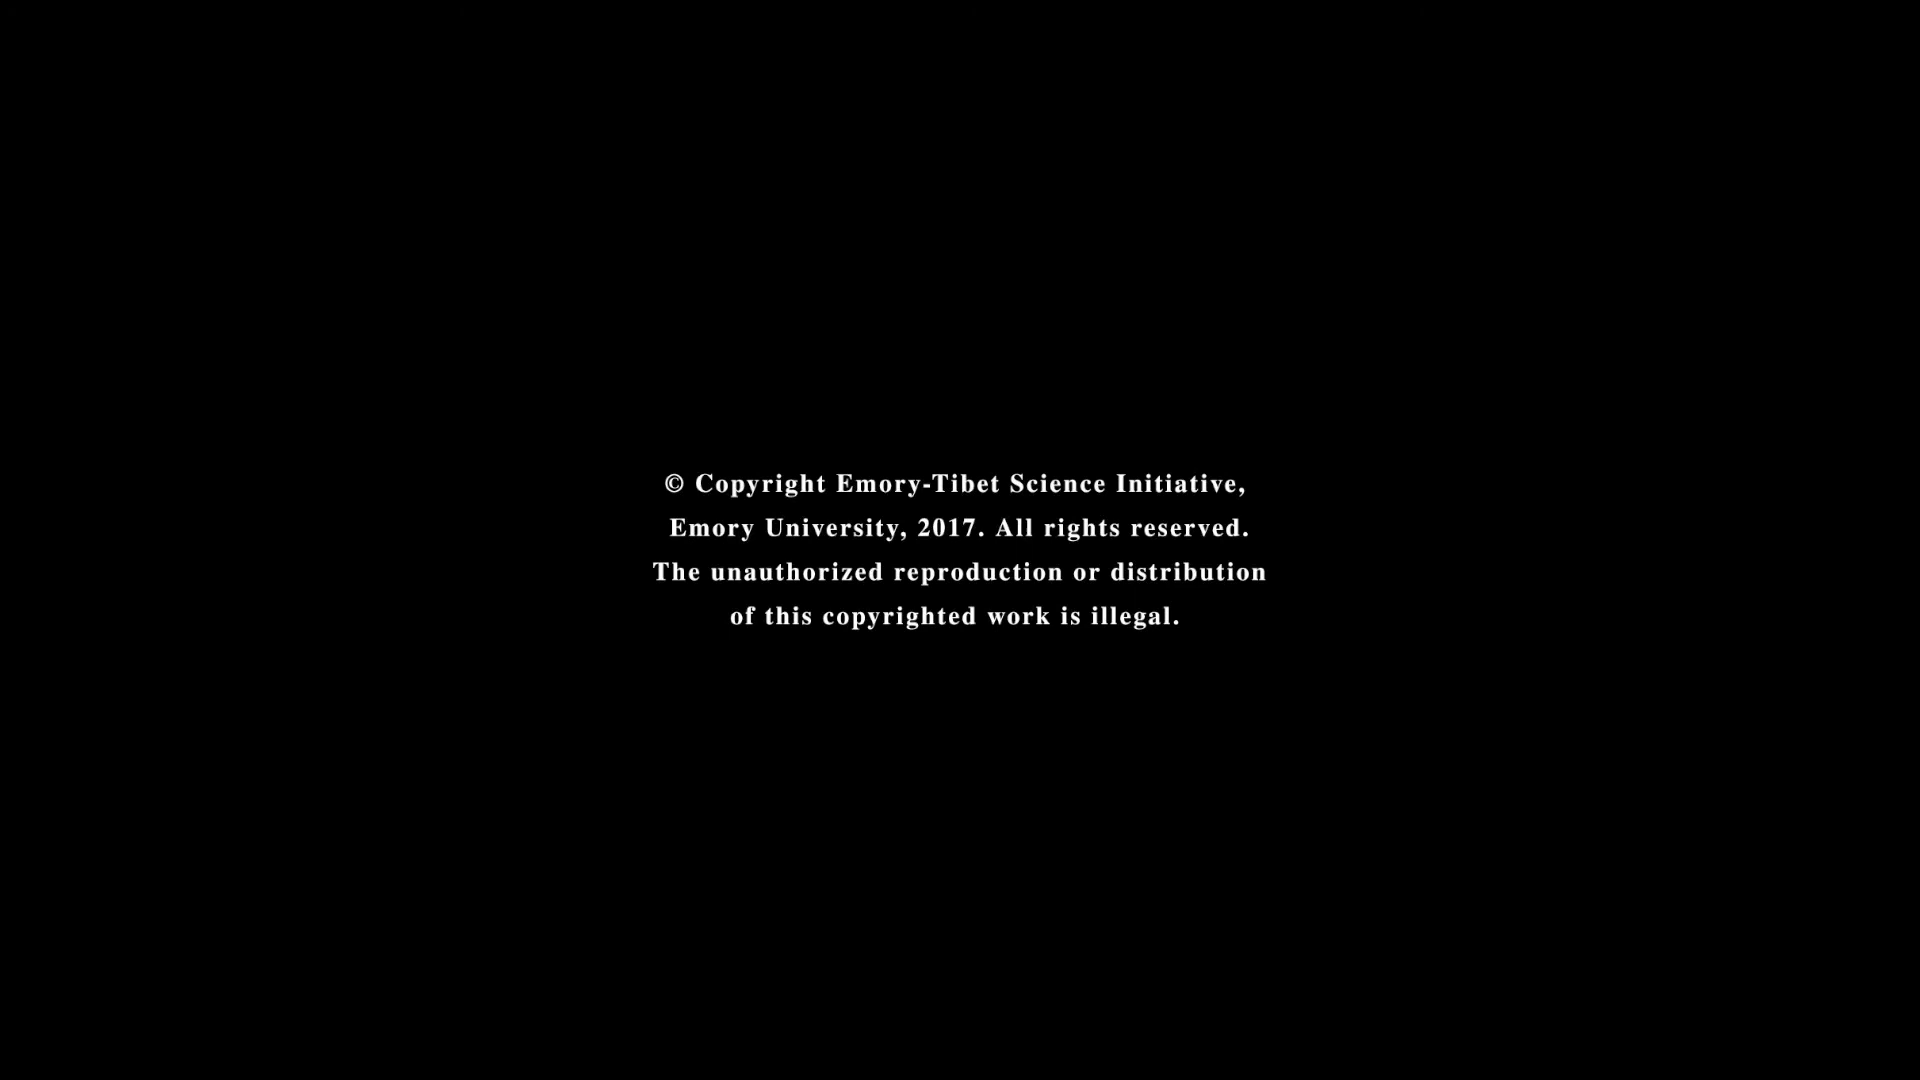 © Copyright Emory-Tibet Science Initiative,
Emory University, 2017. All rights reserved.
The unauthorized reproduction or distribution
of this copyrighted work is illegal.